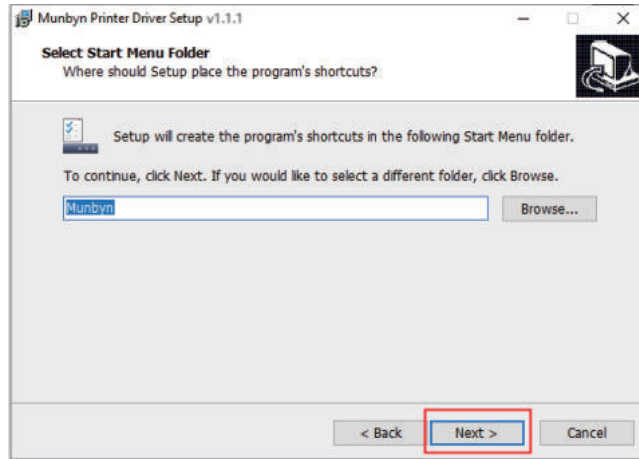 Munbyn Printer Driver Setup v1.1.1
Select Start Menu Folder
Where should Setup place the program's shortcuts?
Setup will create the program's shortcuts in the following Start Menu folder.
To continue, click Next. If you would like to select a different folder, click Browse.
Munbyn
Browse...
< Back
Next >
Cancel